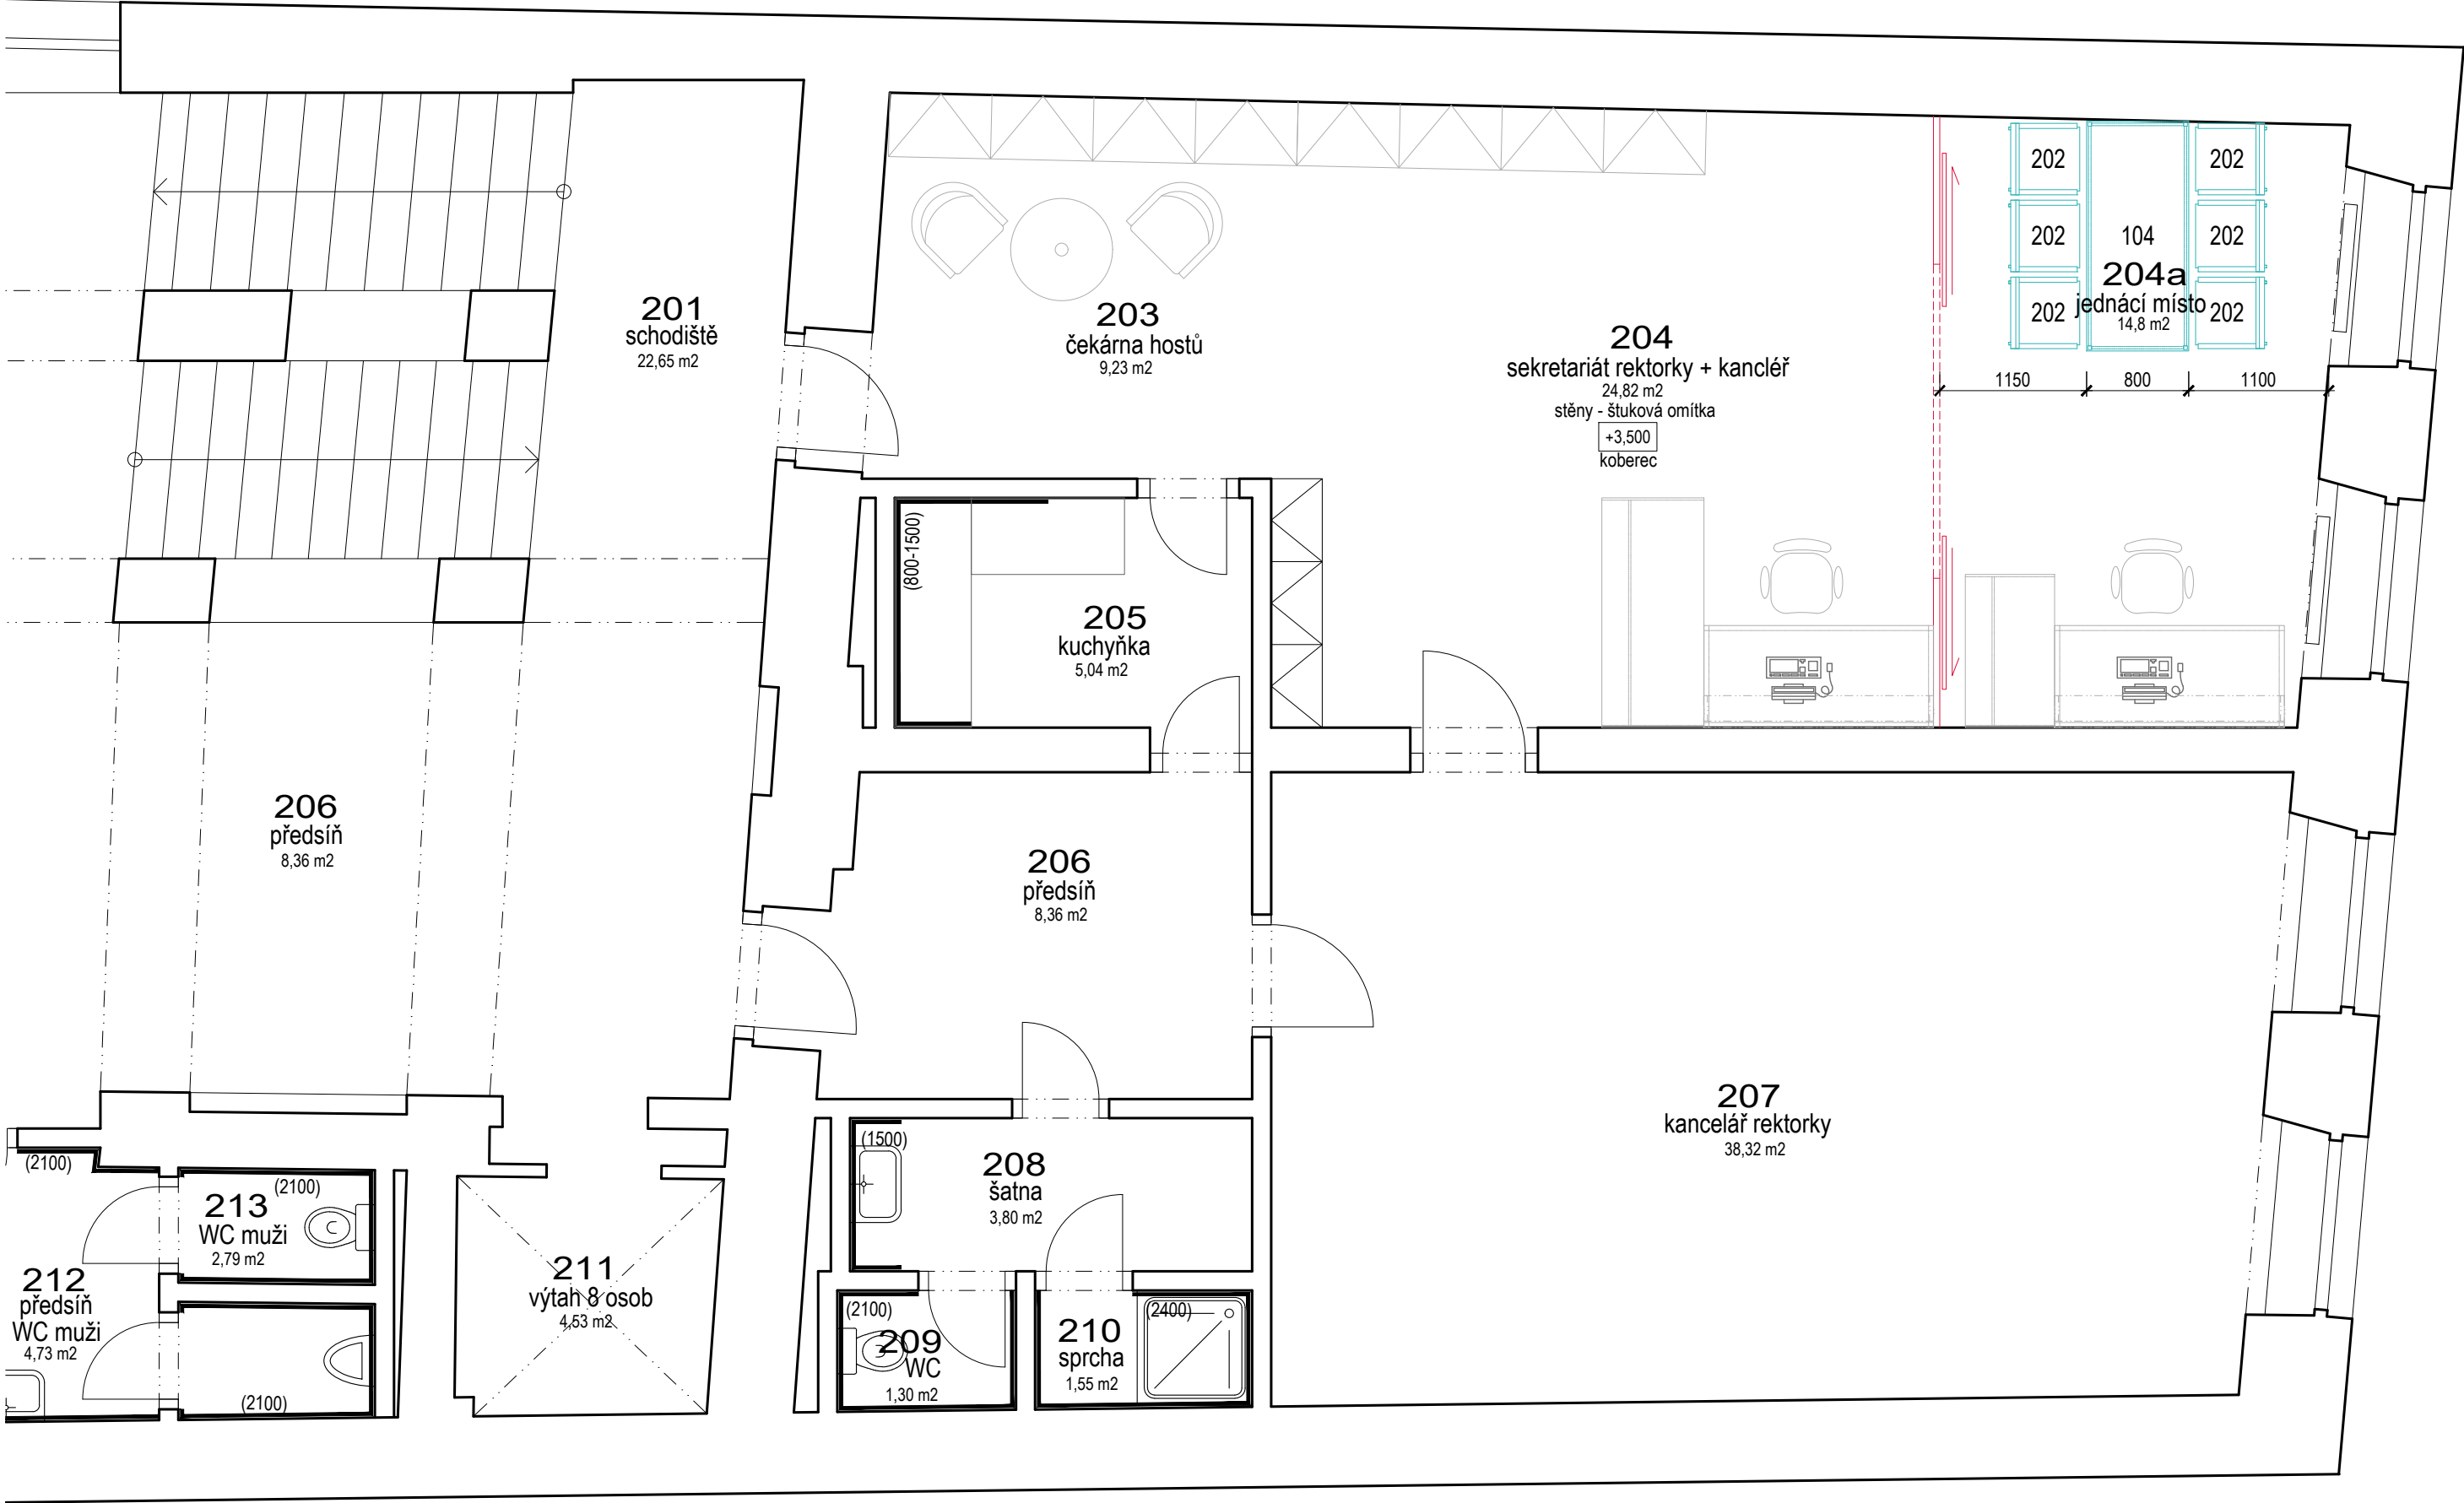 202
202
202
104
202
204a
jednácí místo
14,8 m2
202
202
1150
800
1100
201
schodiště
22,65 m2
203
čekárna hostů
9,23 m2
204
sekretariát rektorky + kancléř
24,82 m2
stěny - štuková omítka
+3,500
koberec
(800-1500)
205
kuchyňka
5,04 m2
206
předsíň
8,36 m2
206
předsíň
8,36 m2
207
kancelář rektorky
38,32 m2
(1500)
208
šatna
3,80 m2
(2100)
(2100)
213
WC muži
2,79 m2
212
předsíň
WC muži
4,73 m2
(2100)
211
výtah 8 osob
4,53 m2
(2100)
209
WC
1,30 m2
(2400)
210
sprcha
1,55 m2